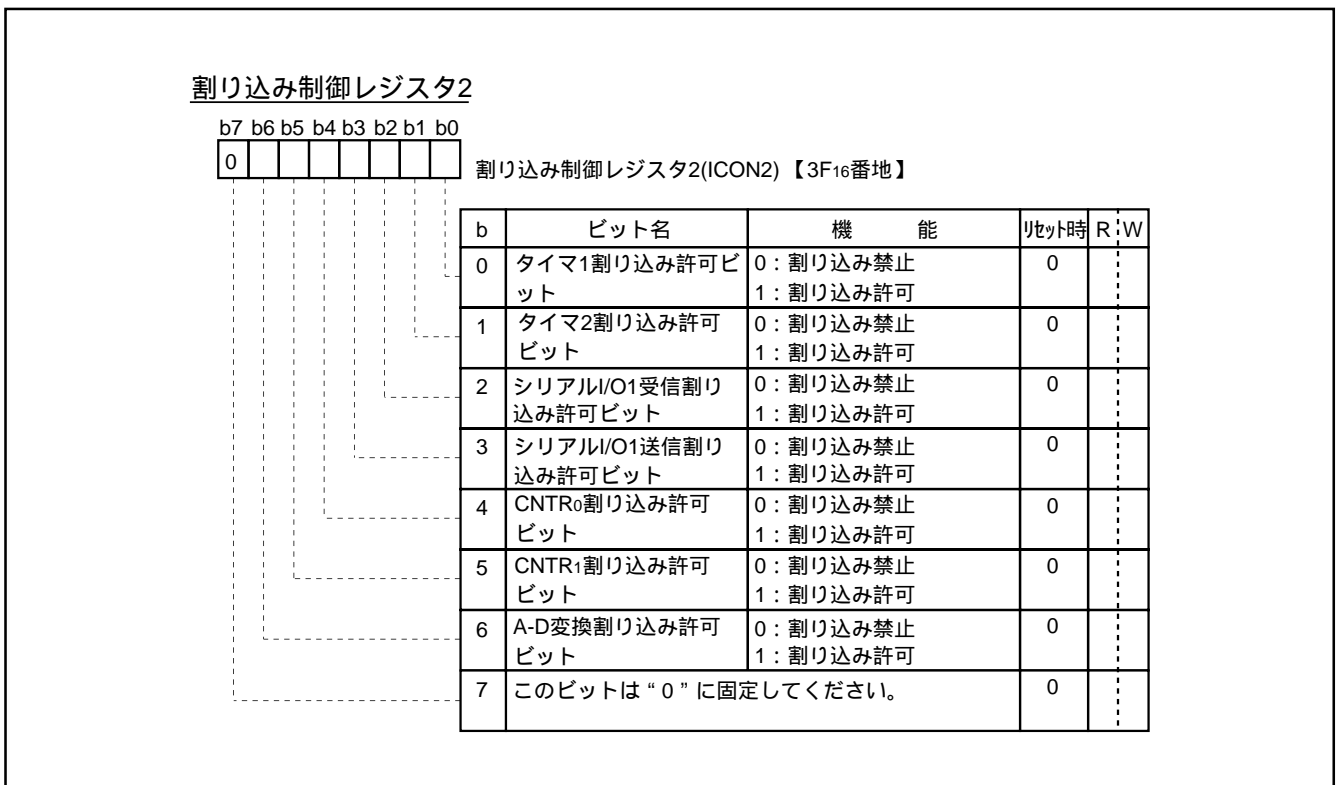 割り込み制御レジスタ2
b7 b6 b5 b4 b3 b2 b1 b0
0
割り込み制御レジスタ2(ICON2) 【3F16番地】
b ビット名 機 能 リセット時 R W
0 タイマ1割り込み許可ビ 0：割り込み禁止 0
ット 1：割り込み許可
1 タイマ2割り込み許可 0：割り込み禁止 0
ビット 1：割り込み許可
2 シリアルI/O1受信割り 0：割り込み禁止 0
込み許可ビット 1：割り込み許可
3 シリアルI/O1送信割り 0：割り込み禁止 0
込み許可ビット 1：割り込み許可
4 CNTR0割り込み許可 0：割り込み禁止 0
ビット 1：割り込み許可
5 CNTR1割り込み許可 0：割り込み禁止 0
ビット 1：割り込み許可
6 A-D変換割り込み許可 0：割り込み禁止 0
ビット 1：割り込み許可
7 このビットは“0”に固定してください。 0